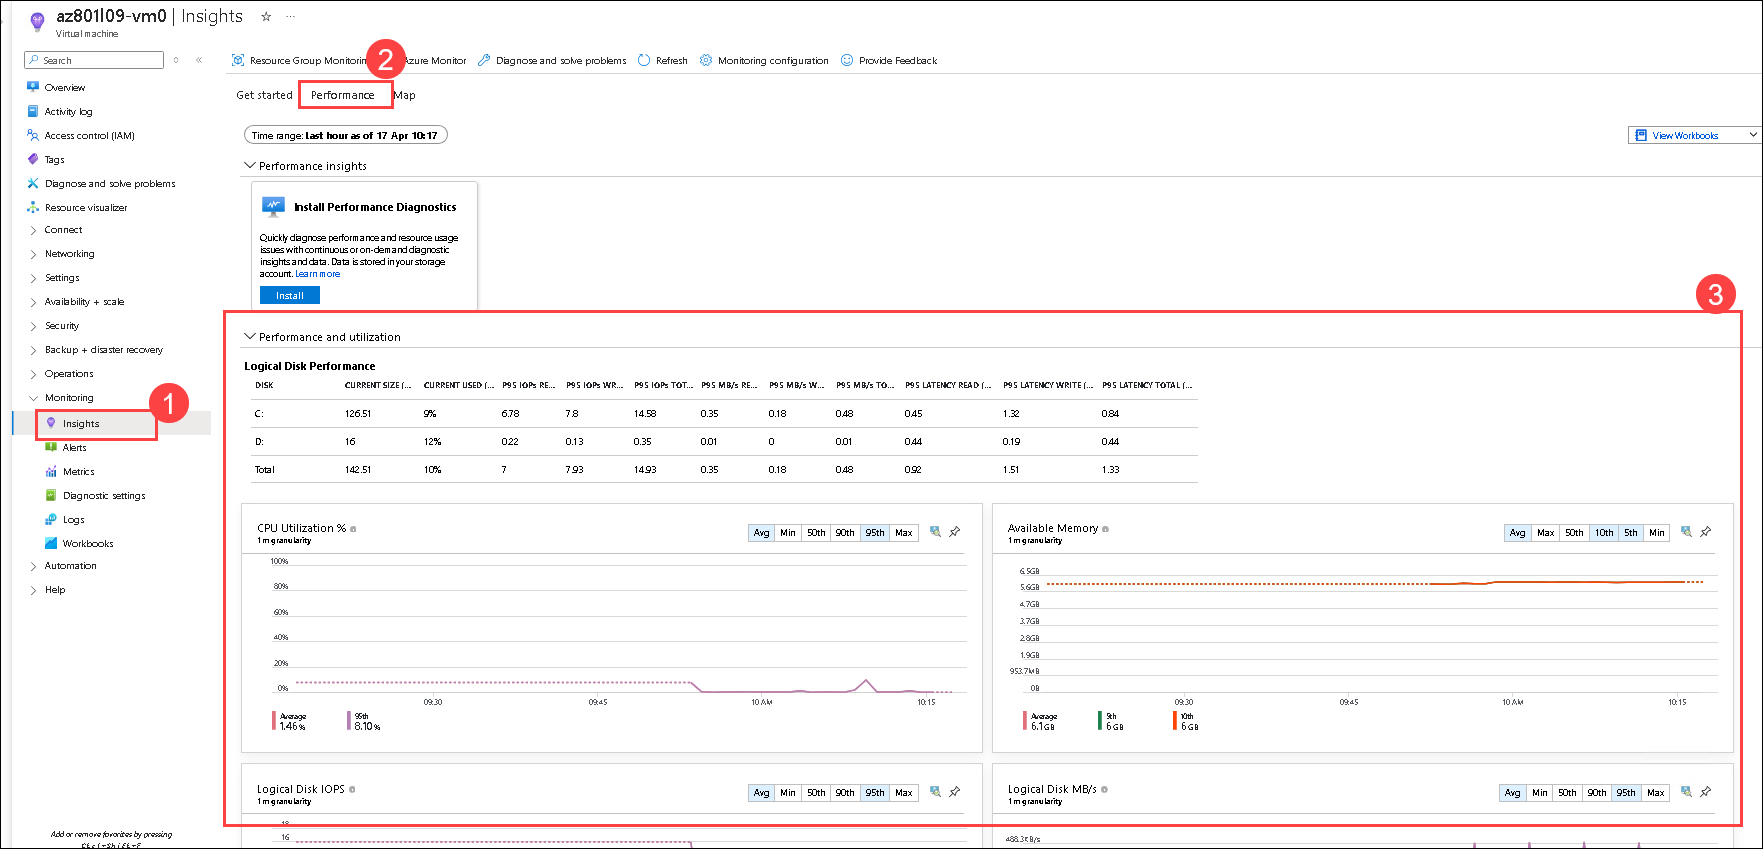 az801l09-vm0 | Insights ☆ ...
Virtual machine
Search
Overview
Activity log
Access control (IAM)
Tags
Diagnose and solve problems
Resource visualizer
Connect
Networking
Settings
Availability + scale
Security
Backup + disaster recovery
Operations
Monitoring
1
Insights
Alerts
Metrics
Diagnostic settings
Logs
Workbooks
Automation
Help
Add or remove favorites by pressing
Resource Group Monitorin
2
Azure Monitor
Diagnose and solve problems
Refresh
Monitoring configuration
Provide Feedback
Get started Performance Map
Time range: Last hour as of 17 Apr 10:17
View Workbooks
Performance insights
Install Performance Diagnostics
Quickly diagnose performance and resource usage
issues with continuous or on-demand diagnostic
insights and data. Data is stored in your storage
account. Learn more
Install
3
Performance and utilization
Logical Disk Performance
DISK CURRENT SIZE (... CURRENT USED (... P95 IOPs RE... P95 IOPs WR... P95 IOPs TOT... P95 MB/s RE... P95 MB/s W... P95 MB/s TO... P95 LATENCY READ (... P95 LATENCY WRITE (... P95 LATENCY TOTAL (...
C: 126.51 9% 6.78 7.8 14.58 0.35 0.18 0.48 0.45 1.32 0.84
D: 16 12% 0.22 0.13 0.35 0.01 0 0.01 0.44 0.19 0.44
Total 142.51 10% 7 7.93 14.93 0.35 0.18 0.48 0.92 1.51 1.33
CPU Utilization %
1m granularity
Avg Min 50th 90th 95th Max
100%
80%
60%
40%
20%
0%
09:30 09:45 10 AM 10:15
Average
1.46 %
95th
8.10 %
Available Memory
1m granularity
Avg Max 50th 10th 5th Min
6.5GB
5.6GB
4.7GB
3.7GB
2.8GB
1.9GB
953.7MB
0B
09:30 09:45 10 AM 10:15
Average
6.1 GB
5th
6 GB
10th
6 GB
Logical Disk IOPS
1m granularity
Avg Min 50th 90th 95th Max
18
16
Logical Disk MB/s
1m granularity
Avg Min 50th 90th 95th Max
488.3KB/s